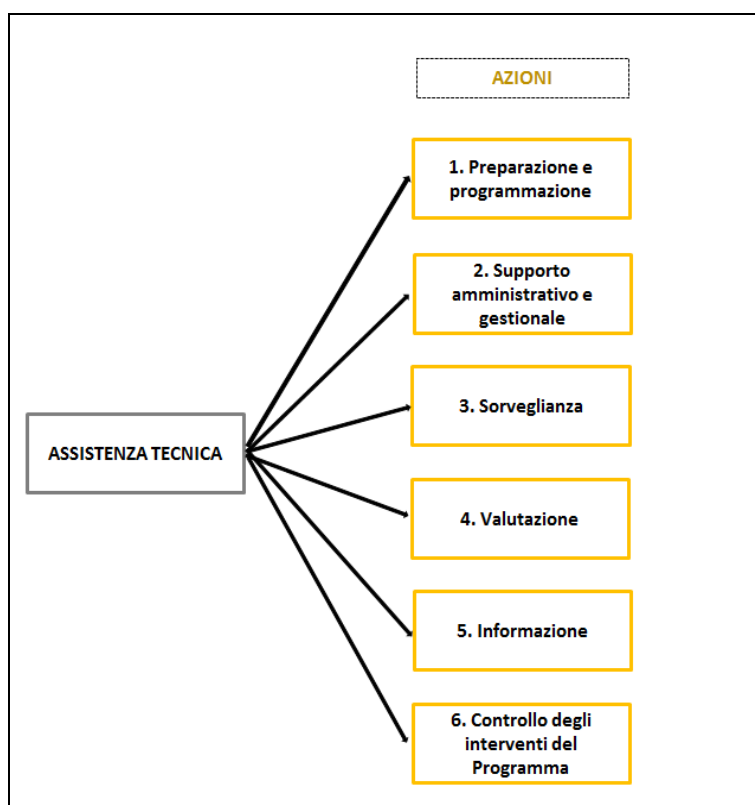 AZIONI
1. Preparazione e
programmazione
2. Supporto
amministrativo e
gestionale
3. Sorveglianza
ASSISTENZA TECNICA
4. Valutazione
5. Informazione
6. Controllo degli
interventi del
Programma